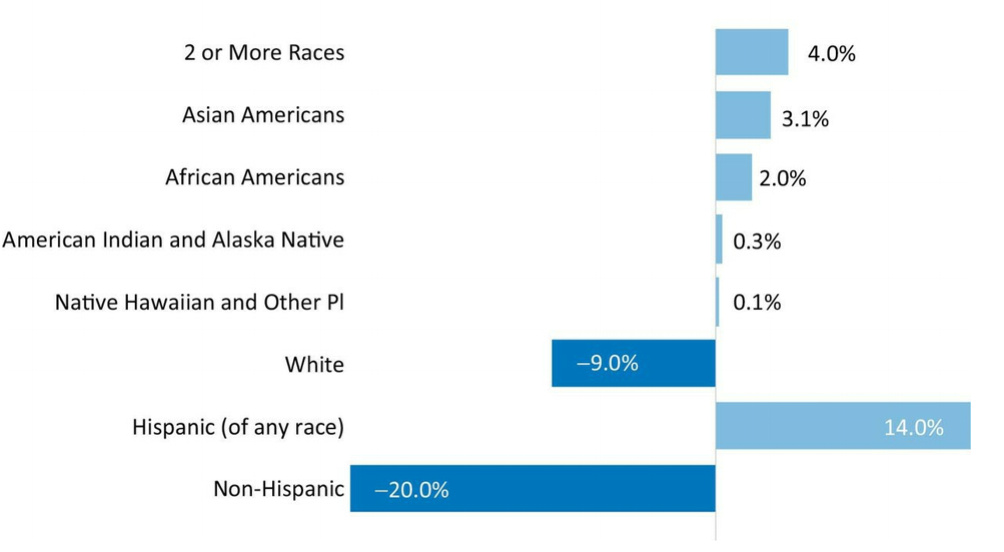 2 or More Races 4.0%
Asian Americans 3.1%
African Americans 2.0%
American Indian and Alaska Native 0.3%
Native Hawaiian and Other Pl 0.1%
White –9.0%
Hispanic (of any race) 14.0%
Non-Hispanic –20.0%